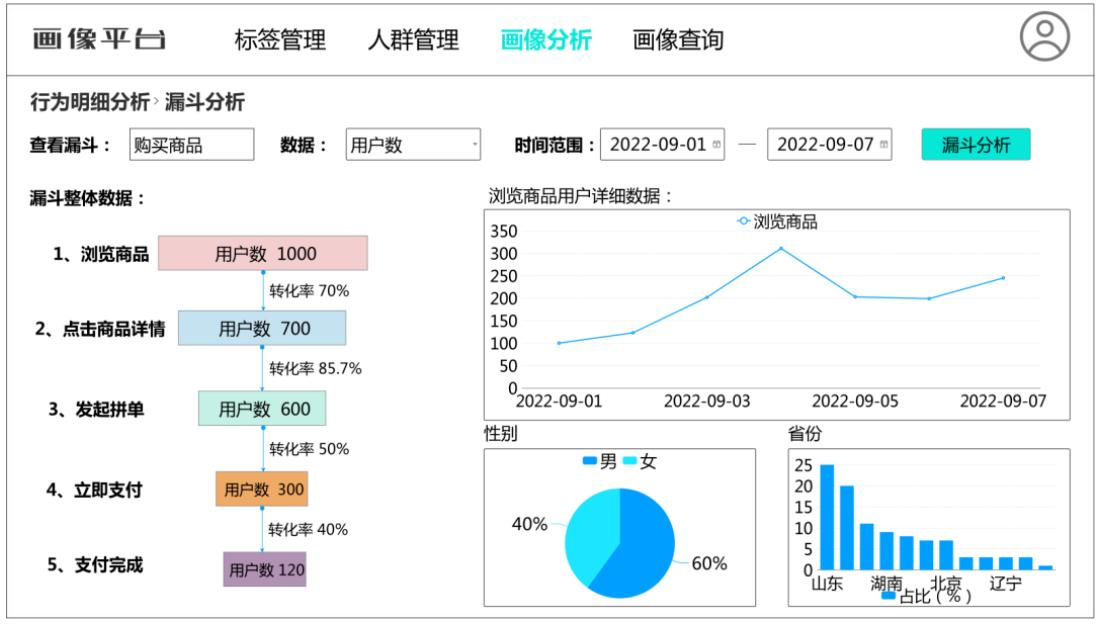 画像平台 标签管理 人群管理 画像分析 画像查询
行为明细分析>漏斗分析
查看漏斗： 购买商品 数据： 用户数 时间范围： 2022-09-01 — 2022-09-07 漏斗分析
漏斗整体数据：
1、浏览商品 用户数 1000
转化率 70%
2、点击商品详情 用户数 700
转化率 85.7%
3、发起拼单 用户数 600
转化率 50%
4、立即支付 用户数 300
转化率 40%
5、支付完成 用户数 120
浏览商品用户详细数据：
浏览商品
350
300
250
200
150
100
50
0
2022-09-01 2022-09-03 2022-09-05 2022-09-07
性别
男 女
40%
60%
省份
25
20
15
10
5
0
山东 湖南 北京 辽宁
占比（%）